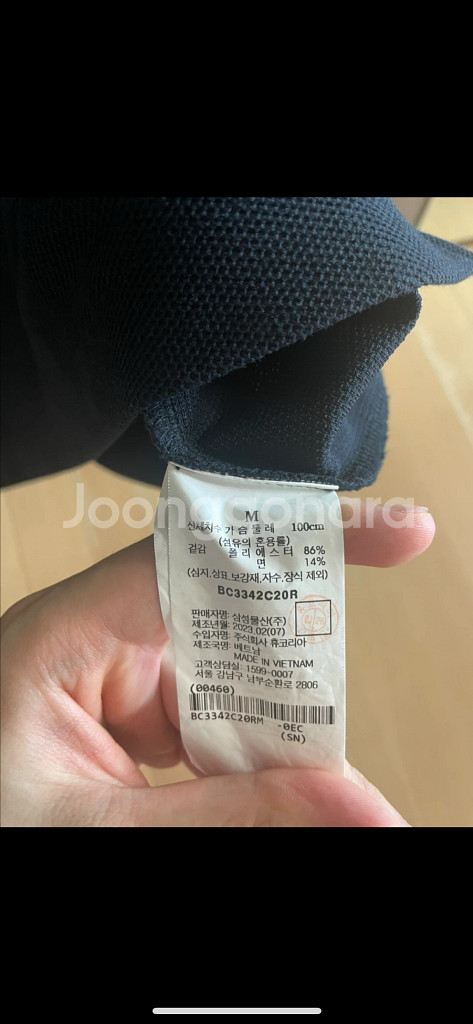 Joonggonara
M
신체치수 가슴둘레 100cm
(섬유의 혼용률)
겉감 폴리에스터 86%
면 14%
(심지,상표,보강재,자수,장식 제외)
BC3342C20R
판매자명: 삼성물산(주)
제조년월: 2023.02(07)
수입자명: 주식회사 휴코리아
제조국명: 베트남
MADE IN VIETNAM
고객상담실: 1599-0007
서울 강남구 남부순환로 2806
(00460)
BC3342C20RM -0EC
(SN)